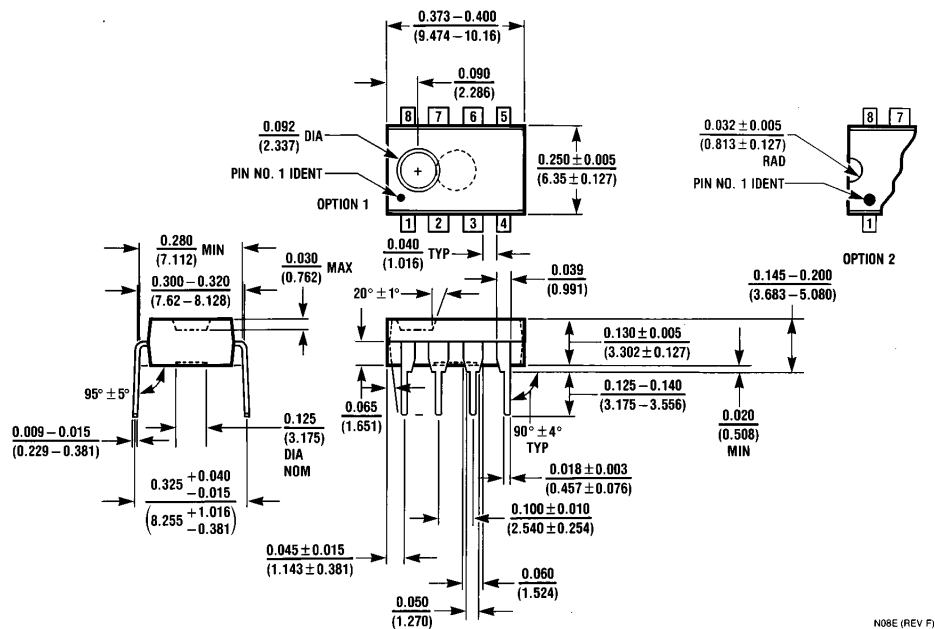 0.373 – 0.400
(9.474 – 10.16)
0.090
(2.286)
8 7 6 5
0.092 DIA
(2.337)
PIN NO. 1 IDENT
OPTION 1
+
1 2 3 4
0.250 ± 0.005
(6.35 ± 0.127)
0.032 ± 0.005
(0.813 ± 0.127)
RAD
PIN NO. 1 IDENT
8 7
1
OPTION 2
0.280 MIN
(7.112)
0.030 MAX
(0.762)
0.300 – 0.320
(7.62 – 8.128)
0.040 TYP
(1.016)
0.039
(0.991)
0.145 – 0.200
(3.683 – 5.080)
20° ± 1°
0.130 ± 0.005
(3.302 ± 0.127)
95° ± 5°
0.065
(1.651)
0.125 – 0.140
(3.175 – 3.556)
0.020
(0.508)
MIN
90° ± 4°
TYP
0.009 – 0.015
(0.229 – 0.381)
0.125
(3.175)
DIA
NOM
0.018 ± 0.003
(0.457 ± 0.076)
0.325 +0.040
–0.015
(8.255 +1.016
–0.381)
0.100 ± 0.010
(2.540 ± 0.254)
0.045 ± 0.015
(1.143 ± 0.381)
0.060
(1.524)
0.050
(1.270)
N08E (REV F)